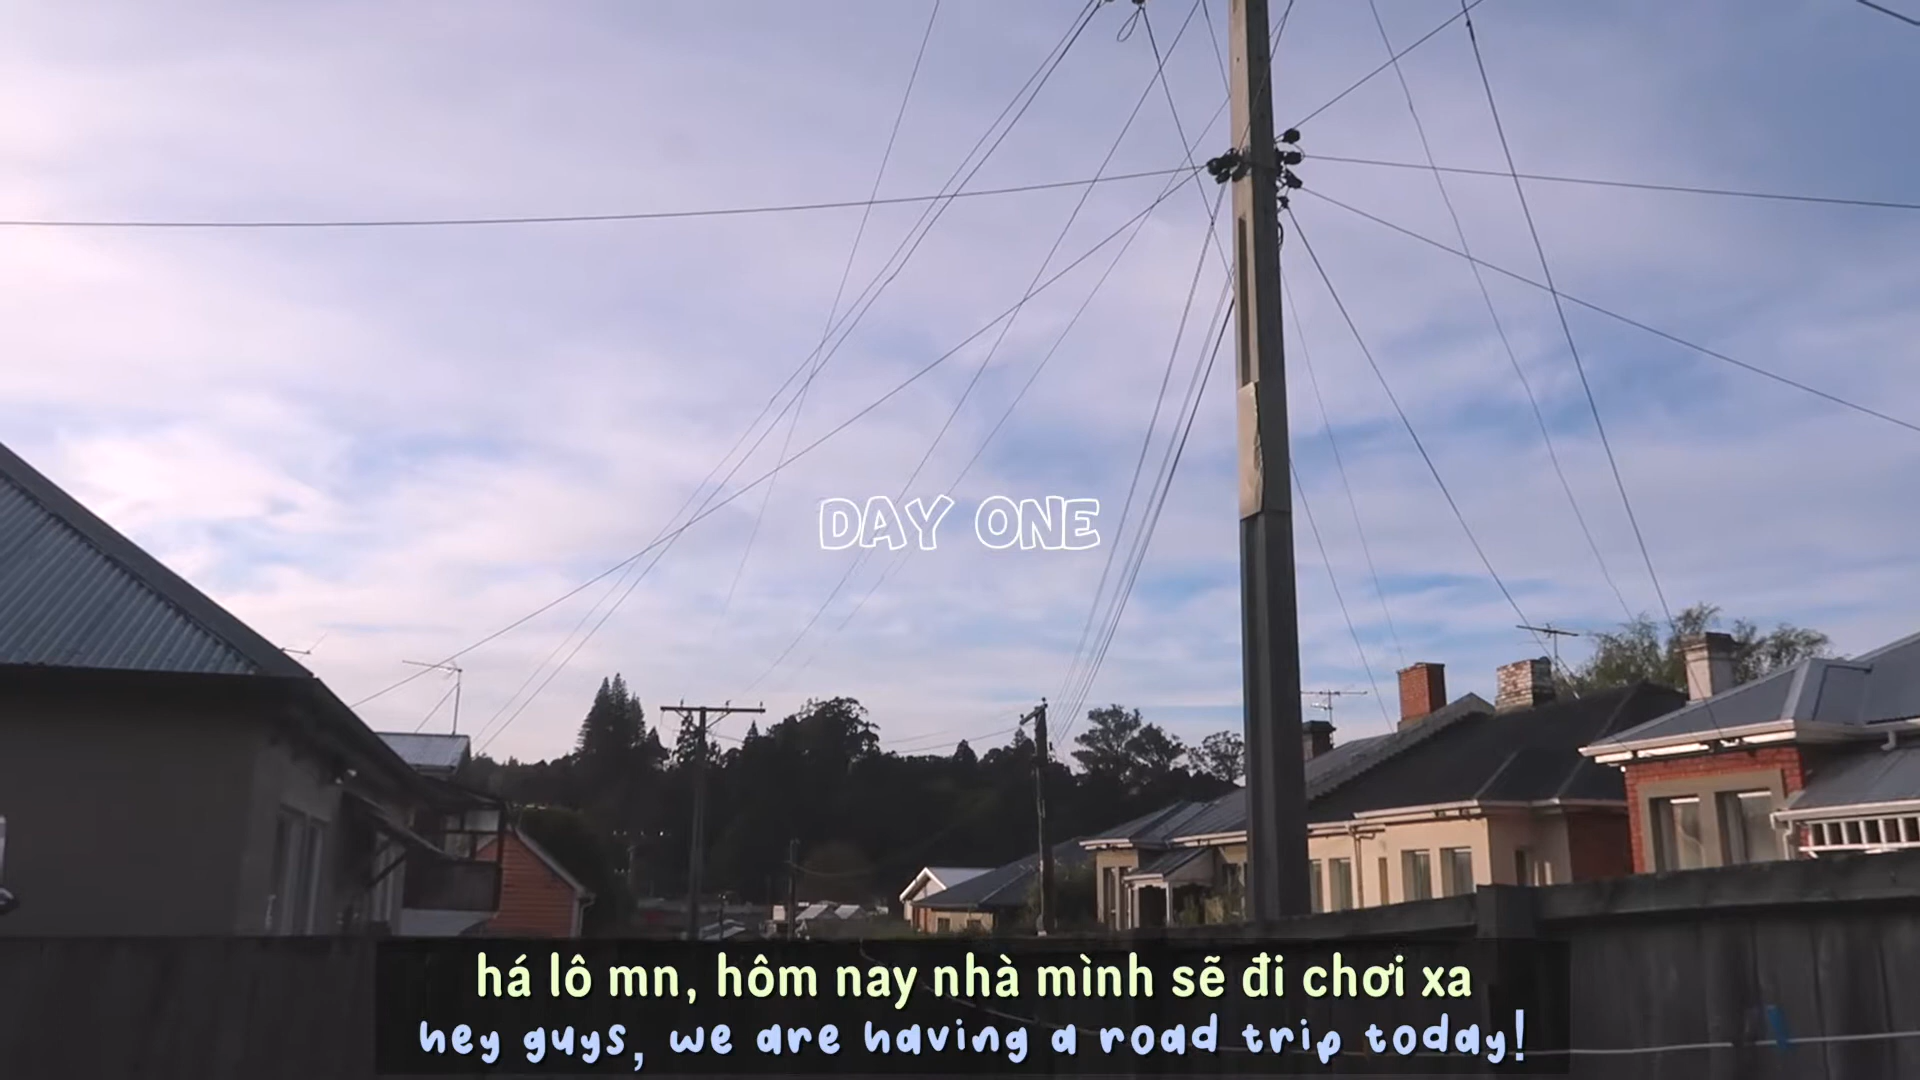 DAY ONE
há lô mn, hôm nay nhà mình sẽ đi chơi xa
hey guys, we are having a road trip today!